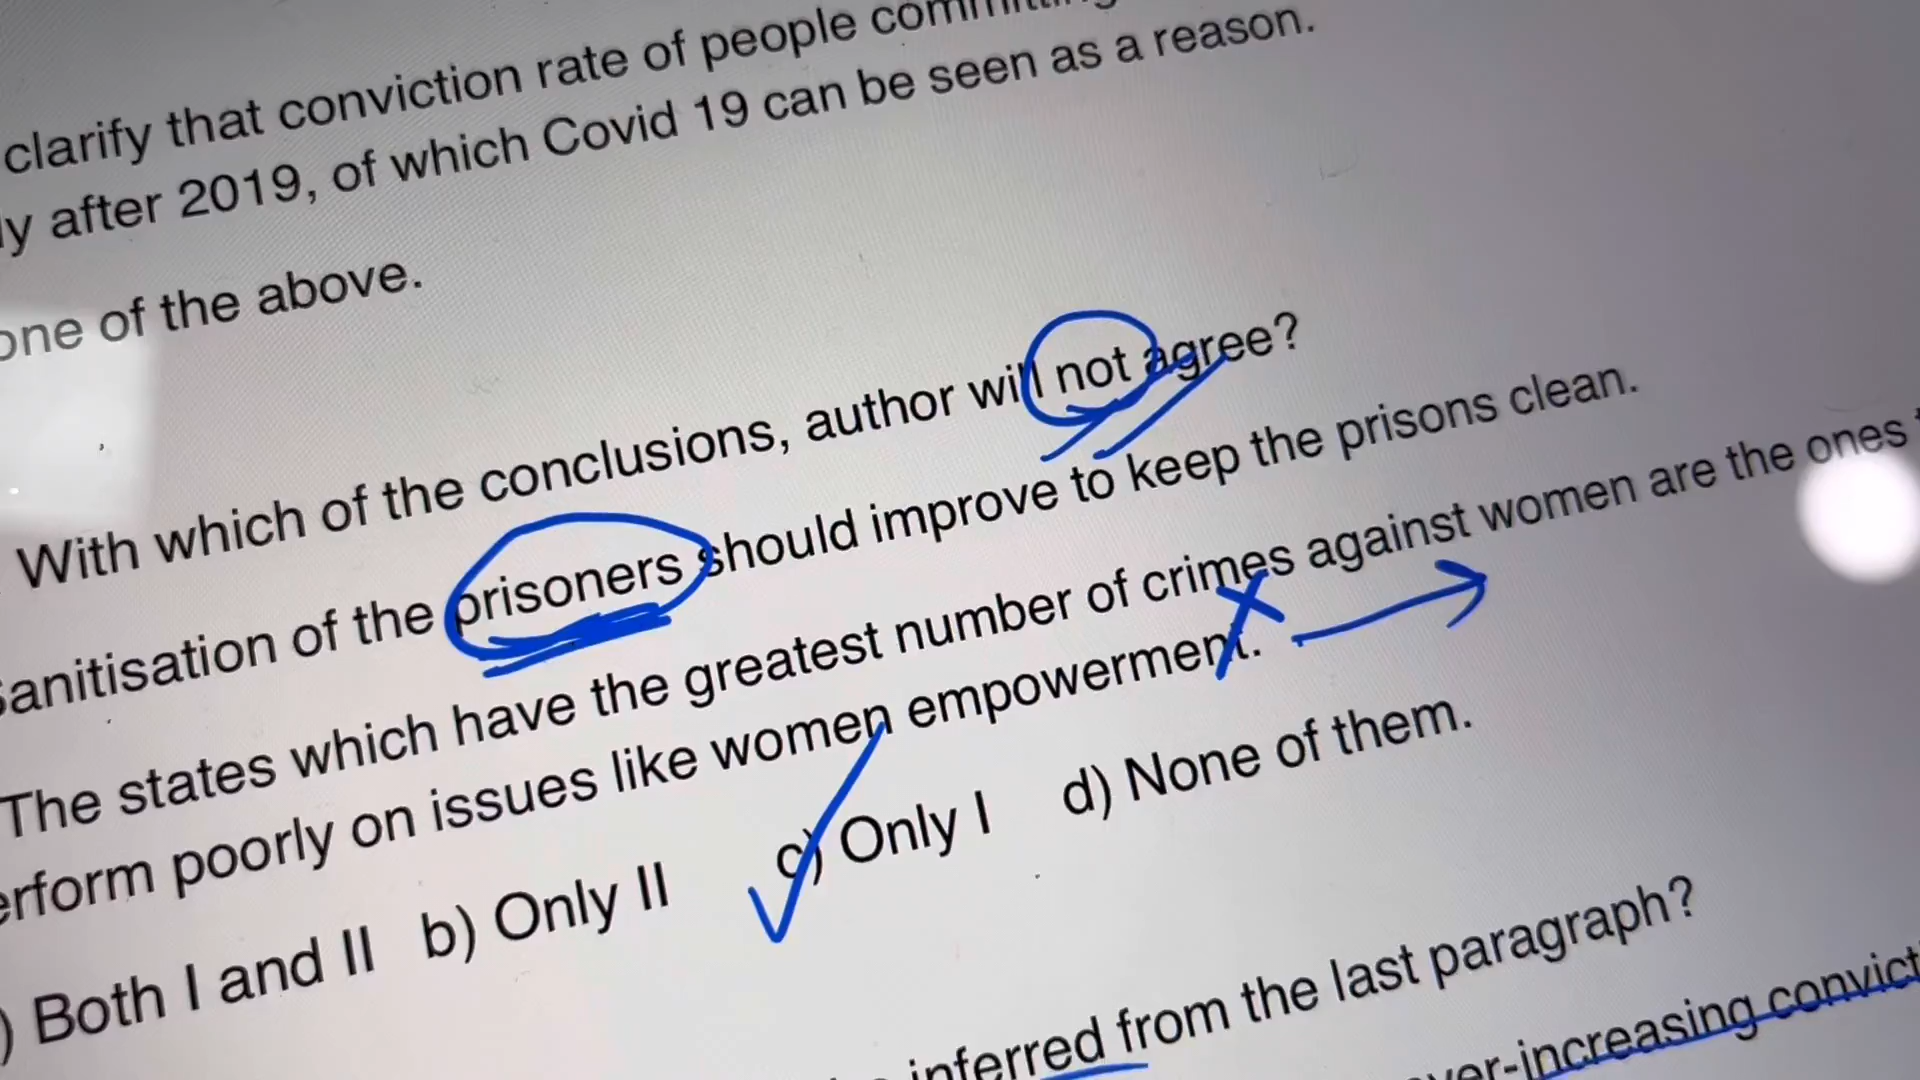 clarify that conviction rate of people
ly after 2019, of which Covid 19 can be seen as a reason.
one of the above.
With which of the conclusions, author will not agree?
Sanitisation of the prisoners should improve to keep the prisons clean.
The states which have the greatest number of crimes against women are the ones
erform poorly on issues like women empowerment.
) Both I and II b) Only II c) Only I d) None of them.
inferred from the last paragraph?
ver-increasing convict